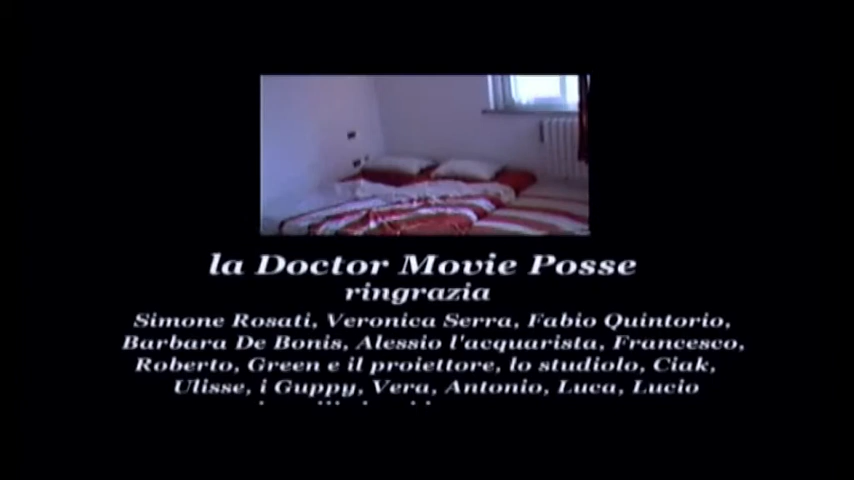 la Doctor Movie Posse
ringrazia
Simone Rosati, Veronica Serra, Fabio Quintorio,
Barbara De Bonis, Alessio l'acquarista, Francesco,
Roberto, Green e il proiettore, lo studiolo, Ciak,
Ulisse, i Guppy, Vera, Antonio, Luca, Lucio